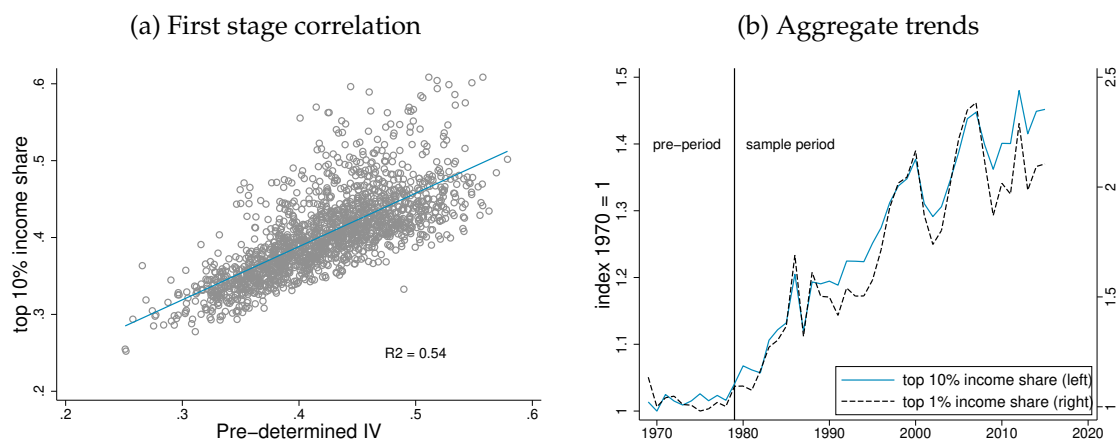 (a) First stage correlation
top 10% income share
.6
.5
.4
.3
.2
R2 = 0.54
.2 .3 .4 .5 .6
Pre-determined IV
(b) Aggregate trends
index 1970 = 1
1.5
1.4
1.3
1.2
1.1
1
pre-period
sample period
2.5
2
1.5
1
top 10% income share (left)
top 1% income share (right)
1970 1980 1990 2000 2010 2020